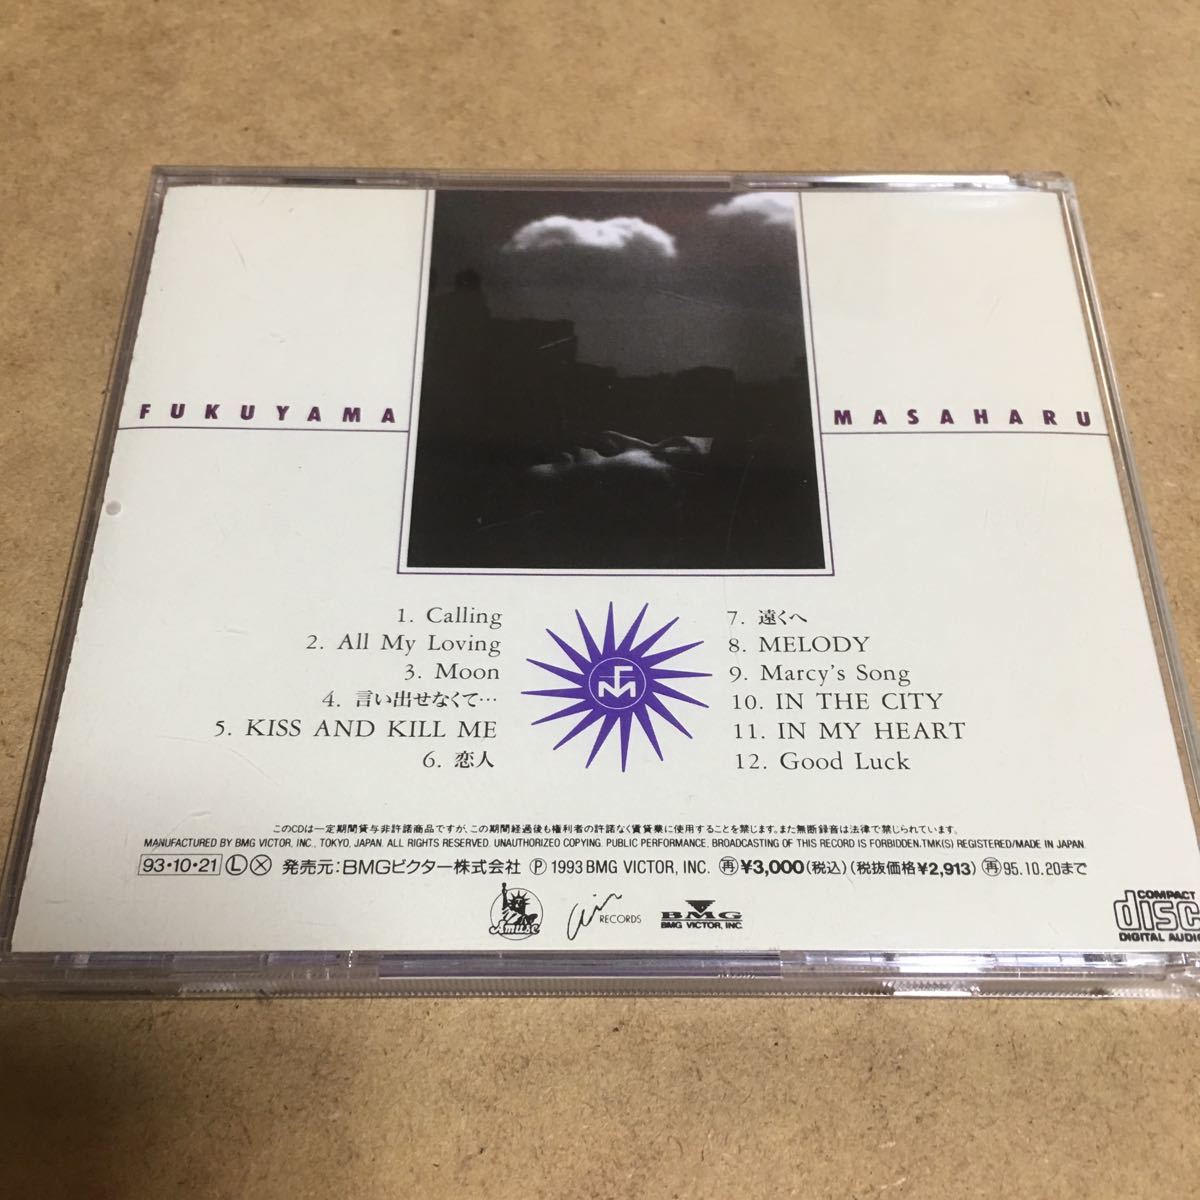 FUKUYAMA MASAHARU
1. Calling
2. All My Loving
3. Moon
4. 言い出せなくて…
5. KISS AND KILL ME
6. 恋人
FM
7. 遠くへ
8. MELODY
9. Marcy's Song
10. IN THE CITY
11. IN MY HEART
12. Good Luck
このCDは一定期間貸与非許諾商品ですが、この期間経過後も権利者の許諾なく賃貸業に使用することを禁じます。また無断録音は法律で禁じられています。
MANUFACTURED BY BMG VICTOR, INC., TOKYO, JAPAN. ALL RIGHTS RESERVED. UNAUTHORIZED COPYING. PUBLIC PERFORMANCE. BROADCASTING OF THIS RECORD IS FORBIDDEN.TMK(S) REGISTERED/MADE IN JAPAN.
93・10・21 Ⓛ Ⓧ 発売元：BMGビクター株式会社 Ⓟ 1993 BMG VICTOR, INC. 再¥3,000(税込)(税抜価格¥2,913) 再95.10.20まで
Amuse
Air RECORDS
BMG
BMG VICTOR, INC.
COMPACT
disc
DIGITAL AUDIO